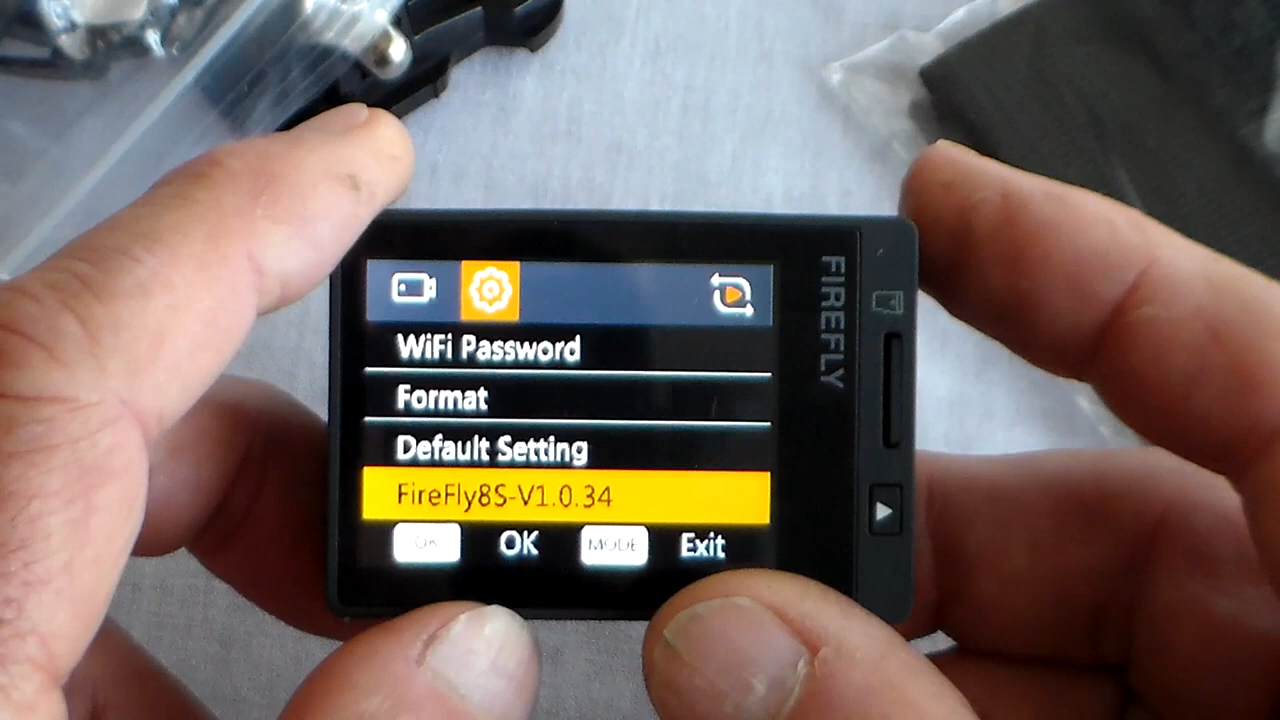 WiFi Password
Format
Default Setting
FireFly8S-V1.0.34
OK OK MODE Exit
FIREFLY